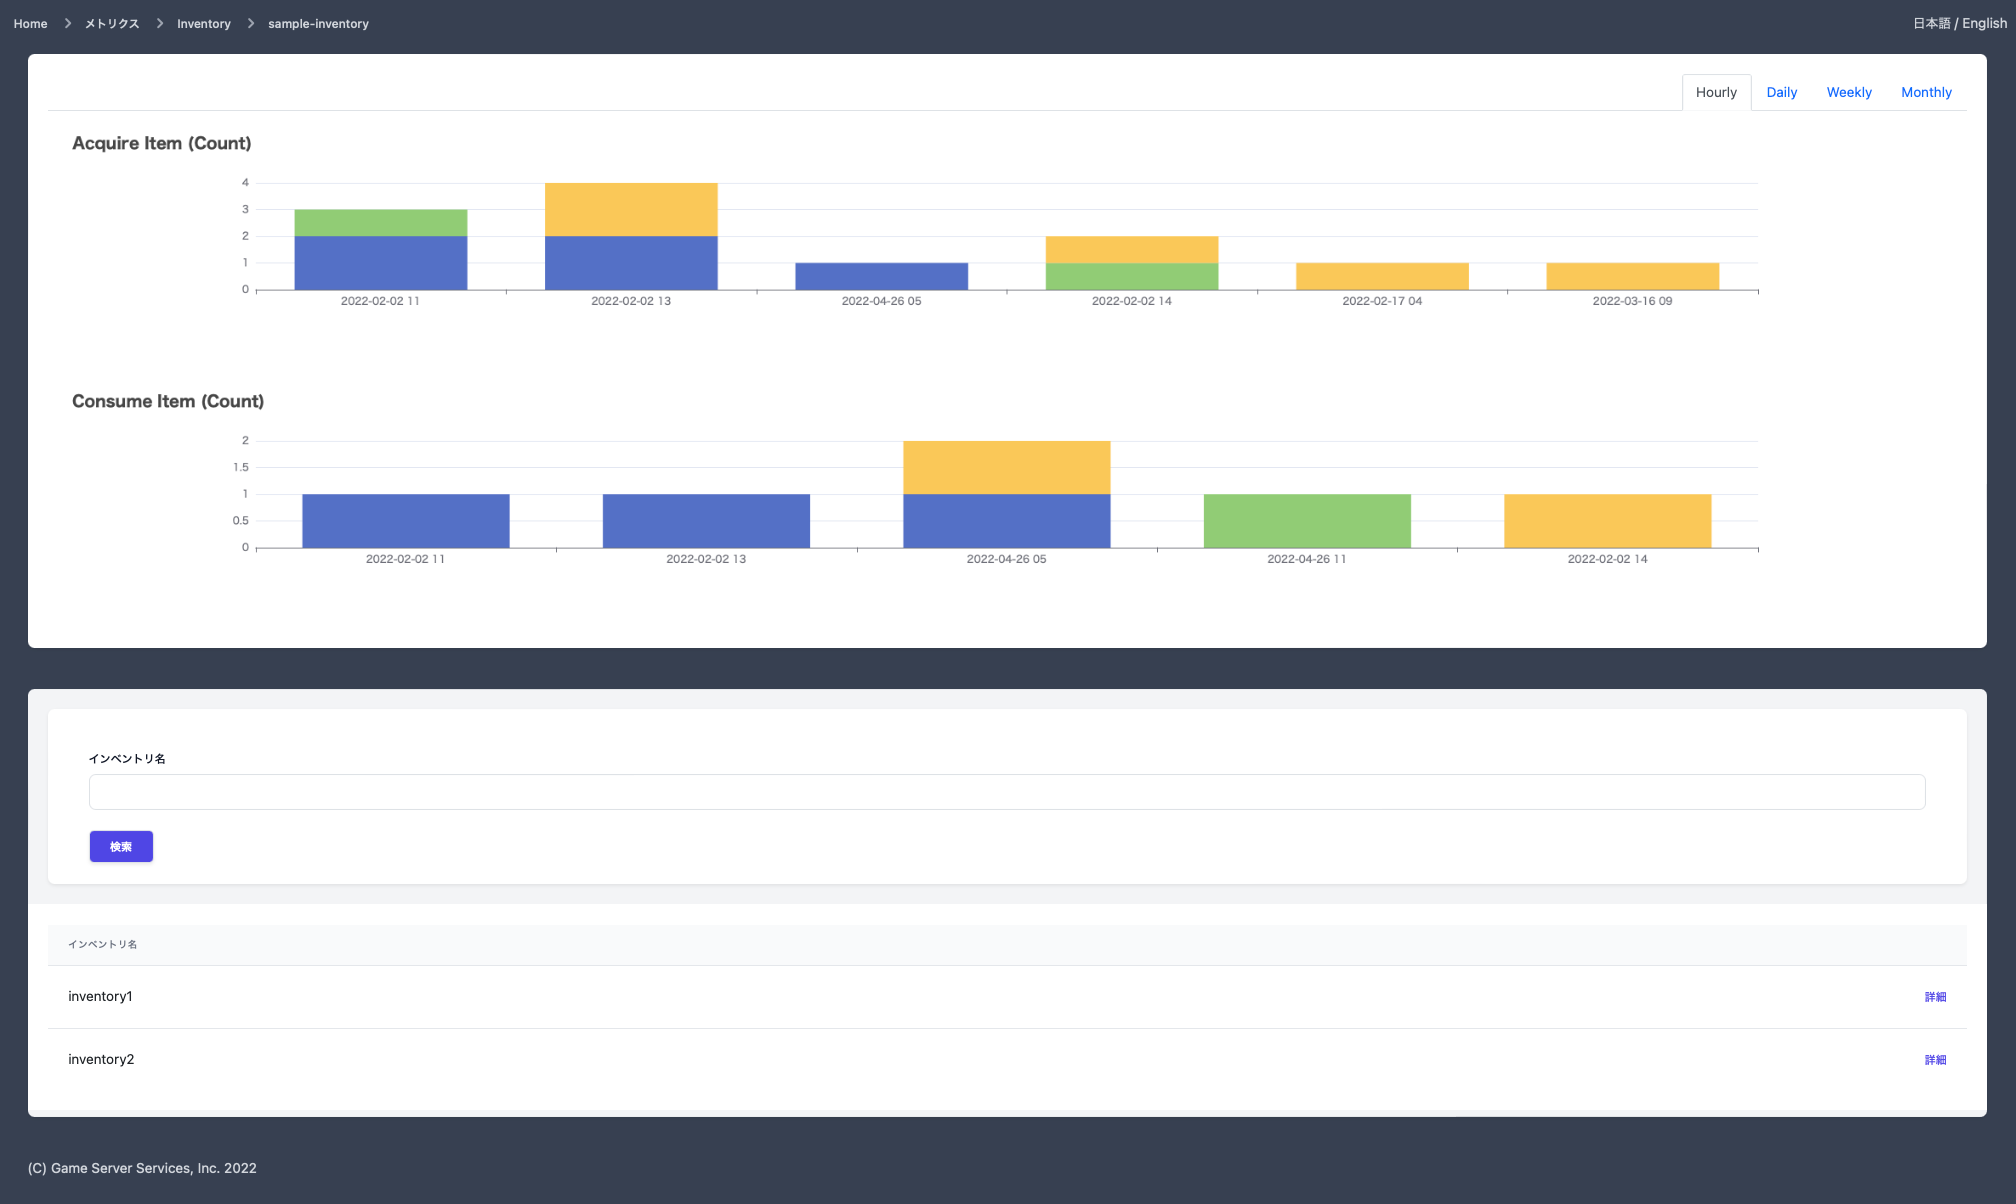 Home > メトリクス > Inventory > sample-inventory
日本語 / English
Hourly Daily Weekly Monthly
Acquire Item (Count)
4
3
2
1
0
2022-02-02 11 2022-02-02 13 2022-04-26 05 2022-02-02 14 2022-02-17 04 2022-03-16 09
Consume Item (Count)
2
1.5
1
0.5
0
2022-02-02 11 2022-02-02 13 2022-04-26 05 2022-04-26 11 2022-02-02 14
インベントリ名
検索
インベントリ名
inventory1 詳細
inventory2 詳細
(C) Game Server Services, Inc. 2022